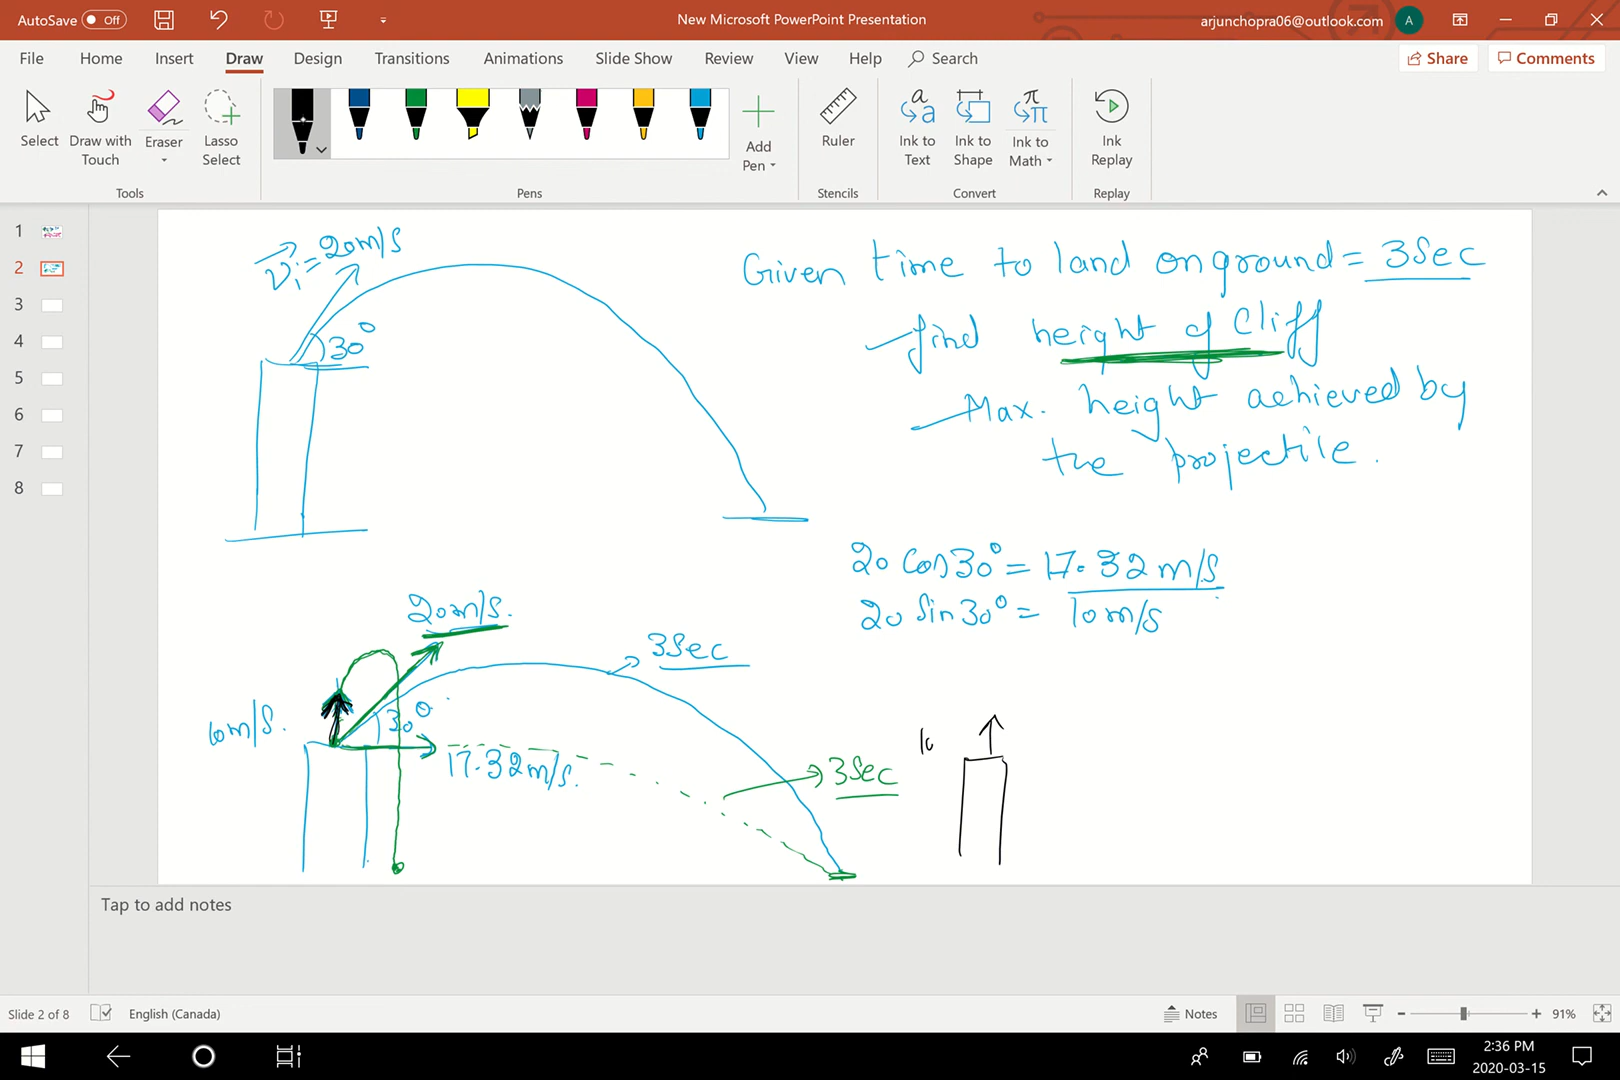 AutoSave Off
New Microsoft PowerPoint Presentation
arjunchopra06@outlook.com A
File Home Insert Draw Design Transitions Animations Slide Show Review View Help Search
Share Comments
Select
Draw with Touch
Eraser
Lasso Select
Add Pen
Ruler
Ink to Text
Ink to Shape
Ink to Math
Ink Replay
Tools Pens Stencils Convert Replay
1
2
3
4
5
6
7
8
Vi = 20m/s
30°
Given time to land on ground = 3Sec
find height of Cliff
Max. height achieved by
the projectile.
20 Cos30° = 17.32 m/s
20 Sin30° = 10 m/s
20m/s.
3Sec
10m/s.
30°
17.32m/s.
3Sec
10
Tap to add notes
Slide 2 of 8
English (Canada)
Notes
91%
2:36 PM
2020-03-15